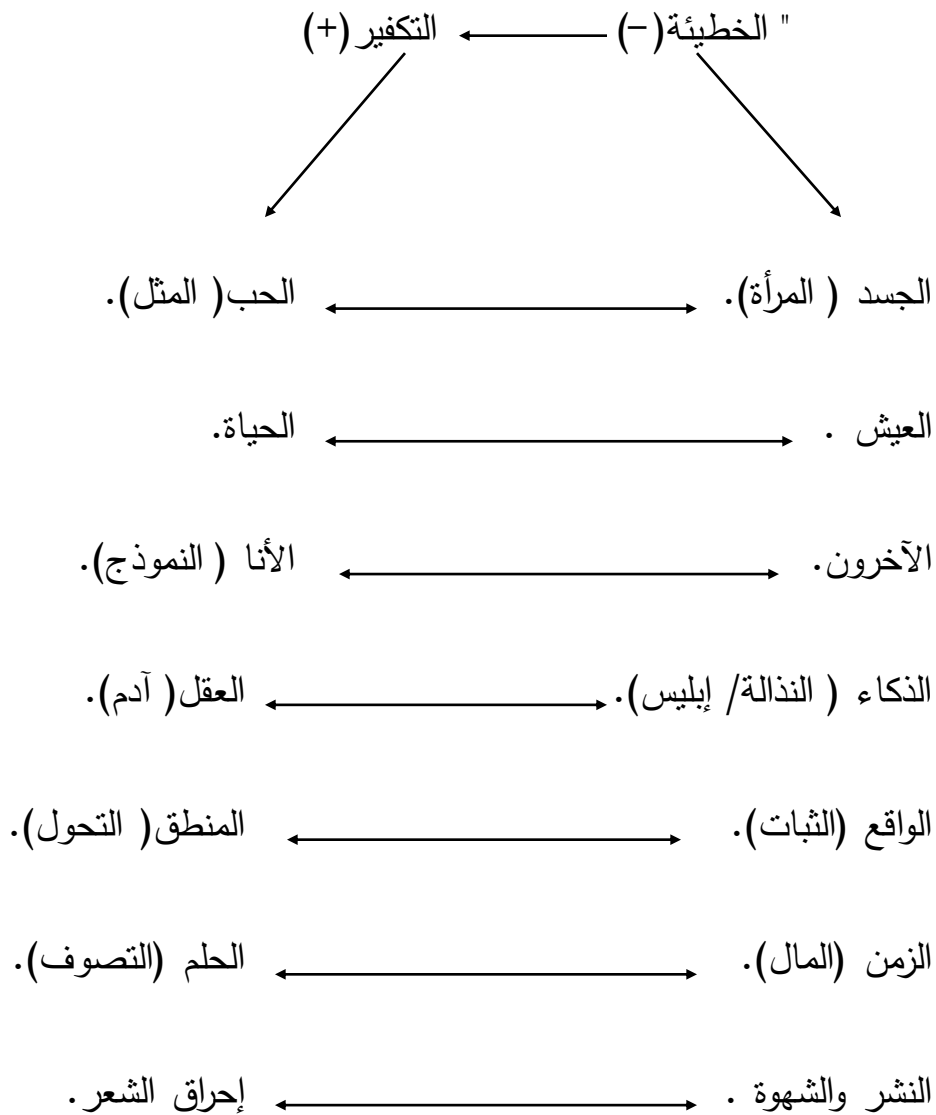 " الخطيئة(-) التكفير(+)
الجسد ( المرأة). الحب( المثل).
العيش . الحياة.
الآخرون. الأنا ( النموذج).
الذكاء ( النذالة/ إبليس). العقل( آدم).
الواقع (الثبات). المنطق( التحول).
الزمن (المال). الحلم (التصوف).
النشر والشهوة . إحراق الشعر.